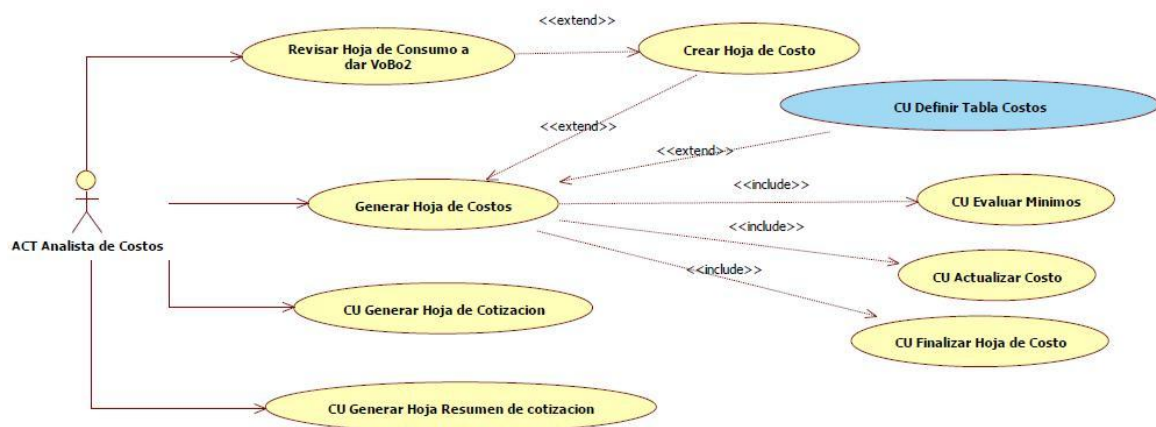 <<extend>>
Revisar Hoja de Consumo a
dar VoBo2
Crear Hoja de Costo
CU Definir Tabla Costos
<<extend>>
<<extend>>
<<include>>
CU Evaluar Minimos
Generar Hoja de Costos
<<include>>
ACT Analista de Costos
<<include>>
CU Actualizar Costo
CU Generar Hoja de Cotizacion
CU Finalizar Hoja de Costo
CU Generar Hoja Resumen de cotizacion